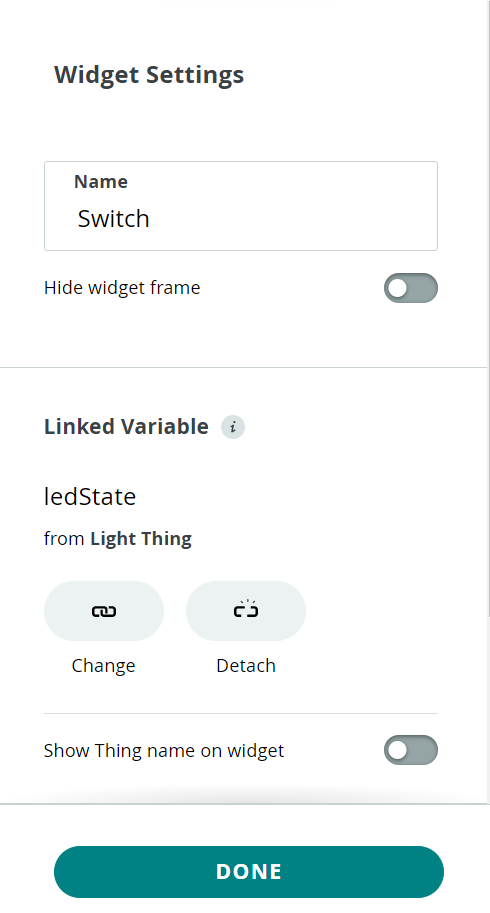 Widget Settings
Name
Switch
Hide widget frame
Linked Variable i
ledState
from Light Thing
Change Detach
Show Thing name on widget
DONE